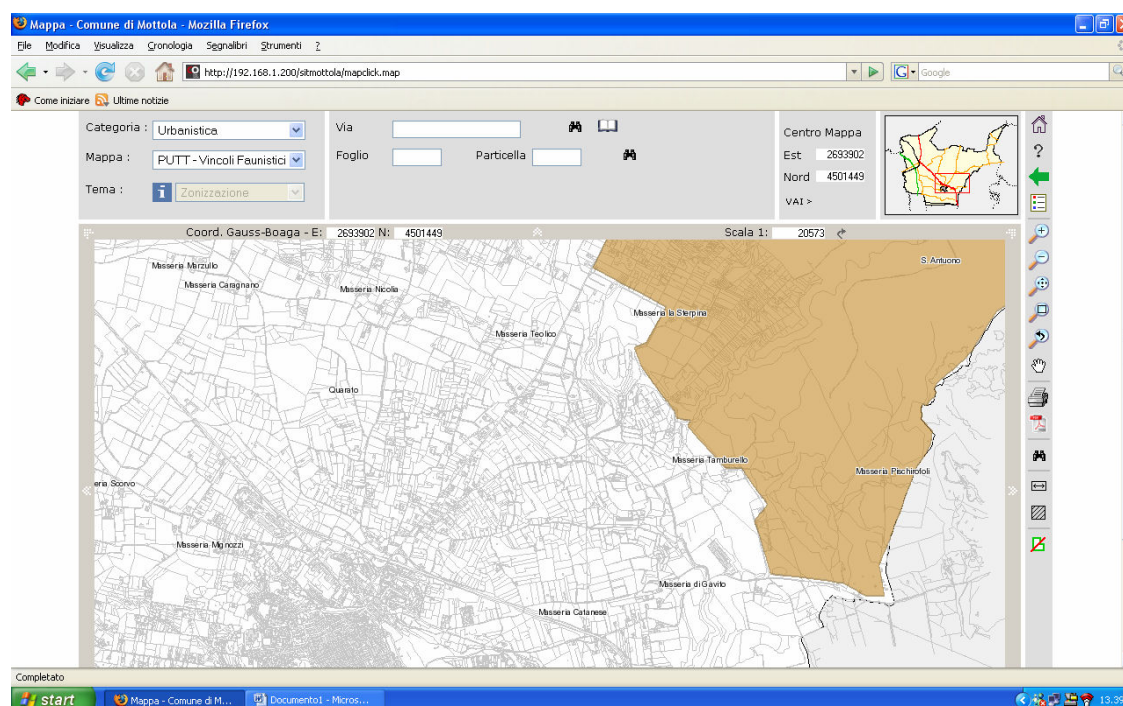 Mappa - Comune di Mottola - Mozilla Firefox
File Modifica Visualizza Cronologia Segnalibri Strumenti ?
http://192.168.1.200/sitmottola/mapclick.map
G Google
Come iniziare Ultime notizie
Categoria : Urbanistica
Mappa : PUTT - Vincoli Faunistici
Tema : i Zonizzazione
Via
Foglio Particella
Centro Mappa
Est 2693902
Nord 4501449
VAI >
?
Coord. Gauss-Boaga - E: 2693902 N: 4501449 Scala 1: 20573
S. Antuono
Masseria Marzullo
Masseria Caragnano
Masseria Nicolia
Masseria la Sterpina
Masseria Teolico
Quarato
Masseria Tamburello
Masseria Pischirofoli
eria Scorvo
Masseria Mignozzi
Masseria di Gavito
Masseria Catanese
Completato
start Mappa - Comune di M... Documento1 - Micros... 13.39